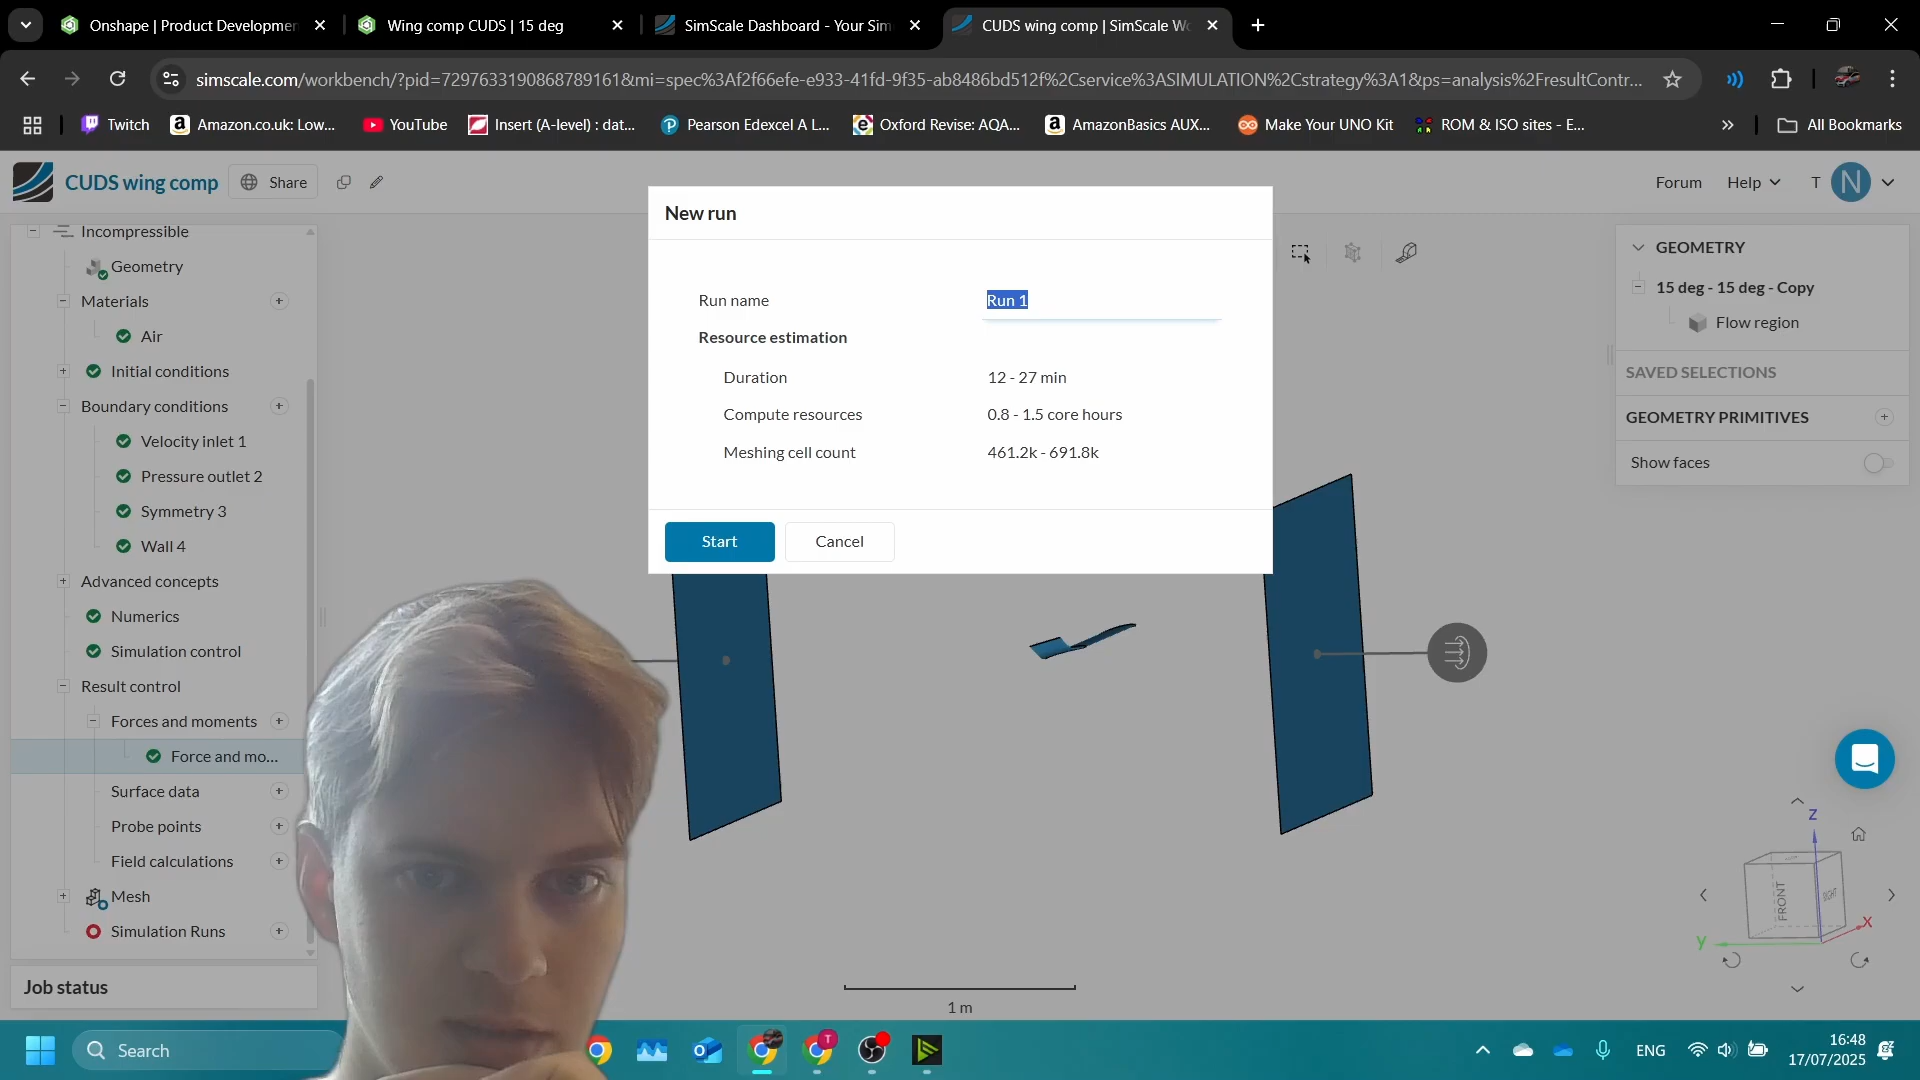 Onshape | Product Developmen
Wing comp CUDS | 15 deg
SimScale Dashboard - Your Sim
CUDS wing comp | SimScale Wo
simscale.com/workbench/?pid=7297633190868789161&mi=spec%3Af2f66efe-e933-41fd-9f35-ab8486bd512f%2Cservice%3ASIMULATION%2Cstrategy%3A1&ps=analysis%2FresultContr...
Twitch
Amazon.co.uk: Low...
YouTube
Insert (A-level) : dat...
Pearson Edexcel A L...
Oxford Revise: AQA...
AmazonBasics AUX...
Make Your UNO Kit
ROM & ISO sites - E...
All Bookmarks
CUDS wing comp
Share
Forum
Help
T
N
Incompressible
Geometry
Materials
Air
Initial conditions
Boundary conditions
Velocity inlet 1
Pressure outlet 2
Symmetry 3
Wall 4
Advanced concepts
Numerics
Simulation control
Result control
Forces and moments
Force and mo...
Surface data
Probe points
Field calculations
Mesh
Simulation Runs
Job status
New run
Run name
Run 1
Resource estimation
Duration
12 - 27 min
Compute resources
0.8 - 1.5 core hours
Meshing cell count
461.2k - 691.8k
Start
Cancel
GEOMETRY
15 deg - 15 deg - Copy
Flow region
SAVED SELECTIONS
GEOMETRY PRIMITIVES
Show faces
1 m
Z
FRONT
RIGHT
X
Y
Search
T
ENG
16:48
17/07/2025